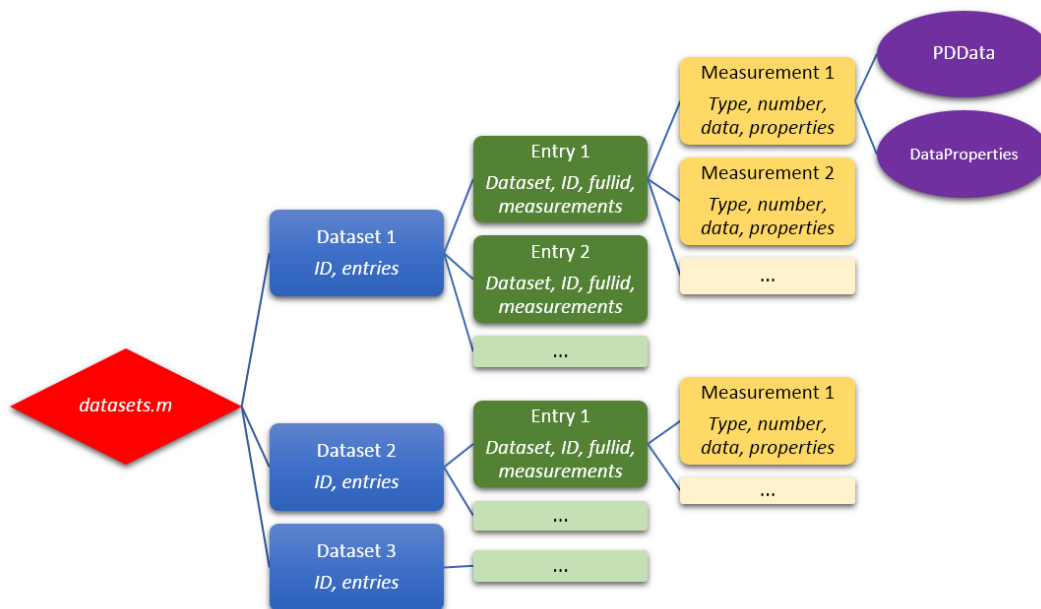 datasets.m
Dataset 1
ID, entries
Dataset 2
ID, entries
Dataset 3
ID, entries
Entry 1
Dataset, ID, fullid,
measurements
Entry 2
Dataset, ID, fullid,
measurements
...
Entry 1
Dataset, ID, fullid,
measurements
...
...
Measurement 1
Type, number,
data, properties
Measurement 2
Type, number,
data, properties
...
Measurement 1
Type, number,
data, properties
...
PDData
DataProperties